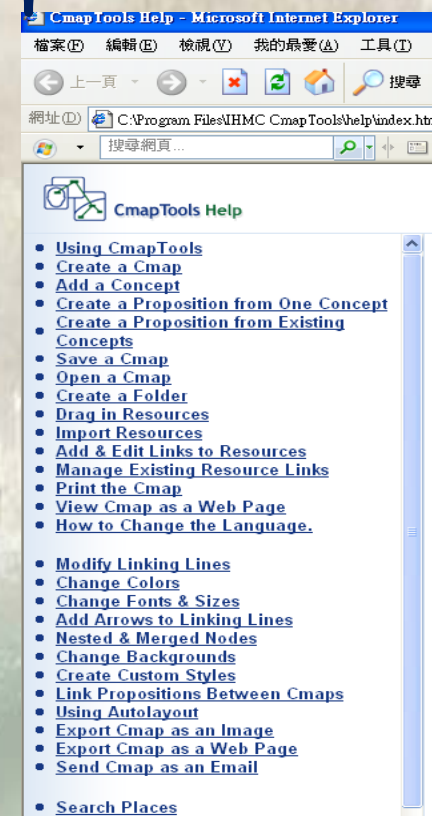 CmapTools Help - Microsoft Internet Explorer
檔案(F) 編輯(E) 檢視(V) 我的最愛(A) 工具(T)
上一頁 搜尋
網址(D) C:\Program Files\IHMC CmapTools\help\index.htm
搜尋網頁...
CmapTools Help
Using CmapTools
Create a Cmap
Add a Concept
Create a Proposition from One Concept
Create a Proposition from Existing
Concepts
Save a Cmap
Open a Cmap
Create a Folder
Drag in Resources
Import Resources
Add & Edit Links to Resources
Manage Existing Resource Links
Print the Cmap
View Cmap as a Web Page
How to Change the Language.
Modify Linking Lines
Change Colors
Change Fonts & Sizes
Add Arrows to Linking Lines
Nested & Merged Nodes
Change Backgrounds
Create Custom Styles
Link Propositions Between Cmaps
Using Autolayout
Export Cmap as an Image
Export Cmap as a Web Page
Send Cmap as an Email
Search Places